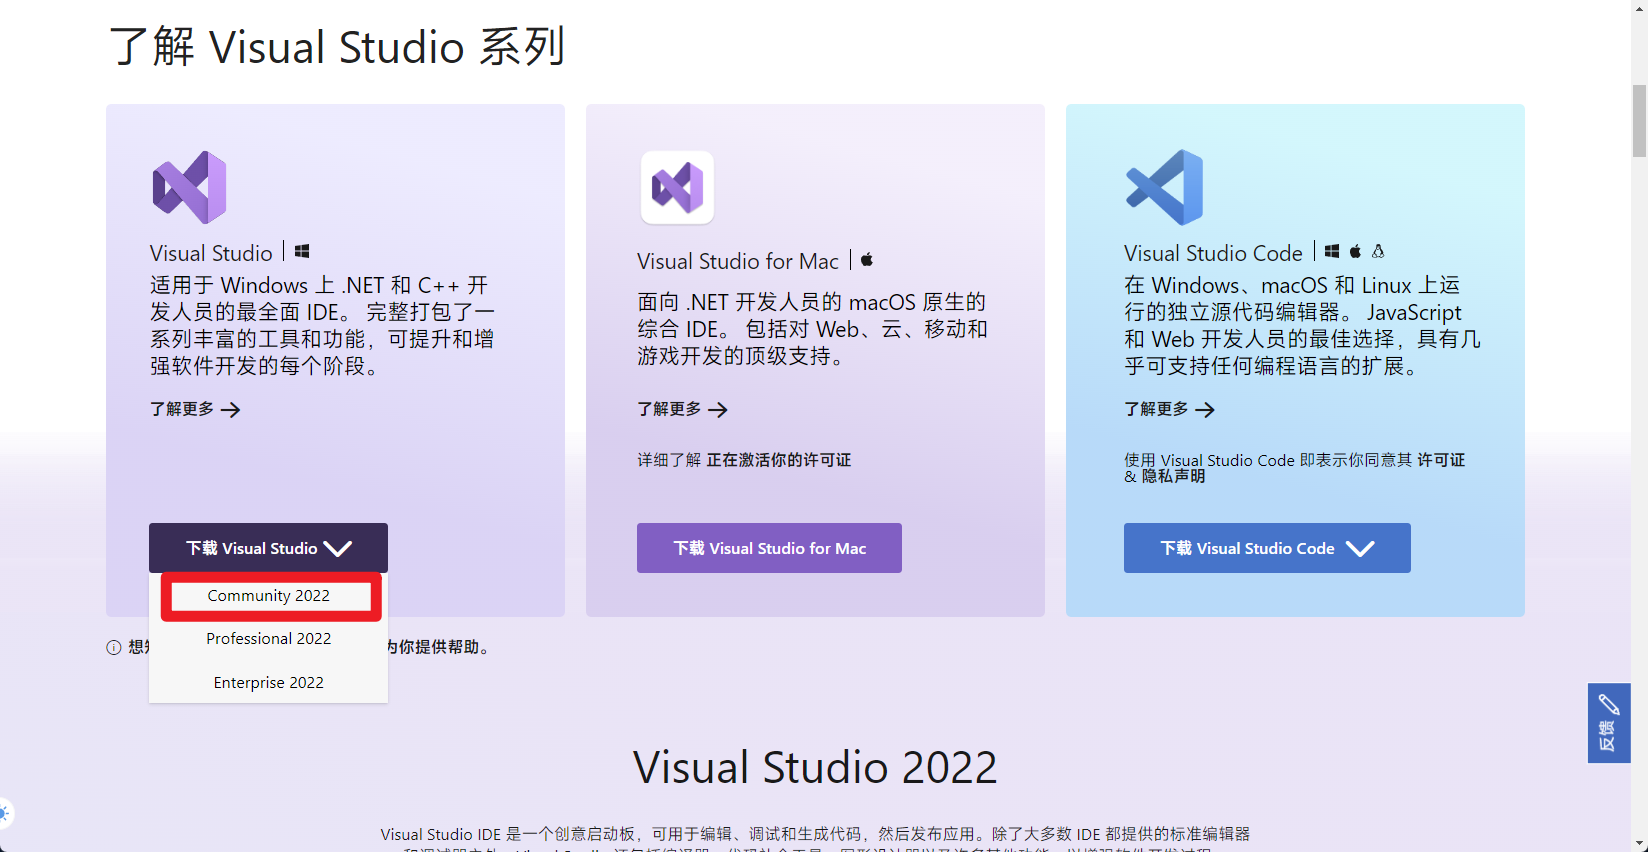 了解 Visual Studio 系列
Visual Studio
适用于 Windows 上 .NET 和 C++ 开
发人员的最全面 IDE。 完整打包了一
系列丰富的工具和功能，可提升和增
强软件开发的每个阶段。
了解更多
下载 Visual Studio
Community 2022
Professional 2022
Enterprise 2022
Visual Studio for Mac
面向 .NET 开发人员的 macOS 原生的
综合 IDE。 包括对 Web、云、移动和
游戏开发的顶级支持。
了解更多
详细了解 正在激活你的许可证
下载 Visual Studio for Mac
Visual Studio Code
在 Windows、macOS 和 Linux 上运
行的独立源代码编辑器。 JavaScript
和 Web 开发人员的最佳选择，具有几
乎可支持任何编程语言的扩展。
了解更多
使用 Visual Studio Code 即表示你同意其 许可证
& 隐私声明
下载 Visual Studio Code
想 为你提供帮助。
反馈
Visual Studio 2022
Visual Studio IDE 是一个创意启动板，可用于编辑、调试和生成代码，然后发布应用。除了大多数 IDE 都提供的标准编辑器